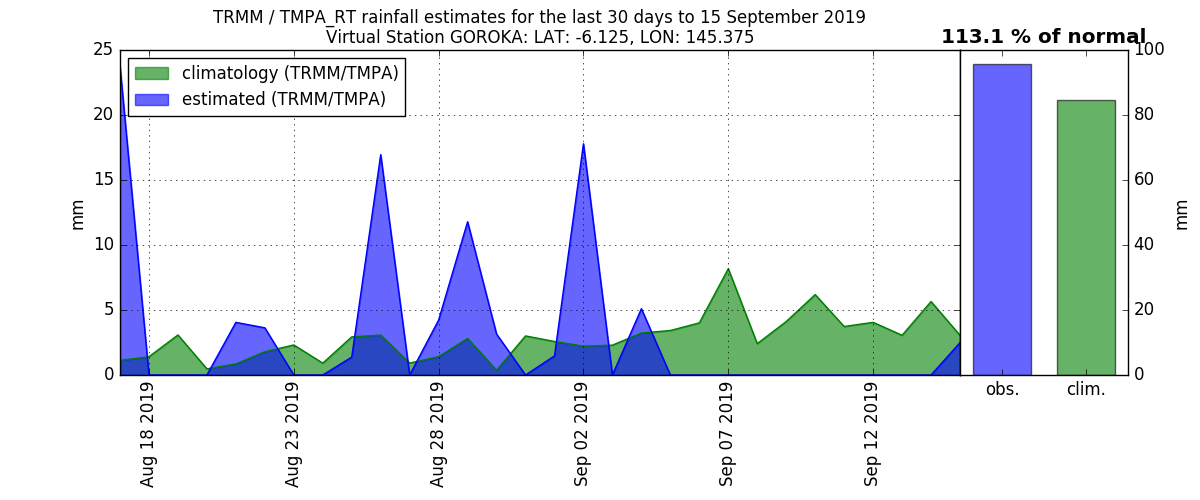 TRMM / TMPA_RT rainfall estimates for the last 30 days to 15 September 2019
Virtual Station GOROKA: LAT: -6.125, LON: 145.375
113.1 % of normal
climatology (TRMM/TMPA)
estimated (TRMM/TMPA)
25
20
15
10
5
0
mm
Aug 18 2019
Aug 23 2019
Aug 28 2019
Sep 02 2019
Sep 07 2019
Sep 12 2019
obs.
clim.
100
80
60
40
20
0
mm